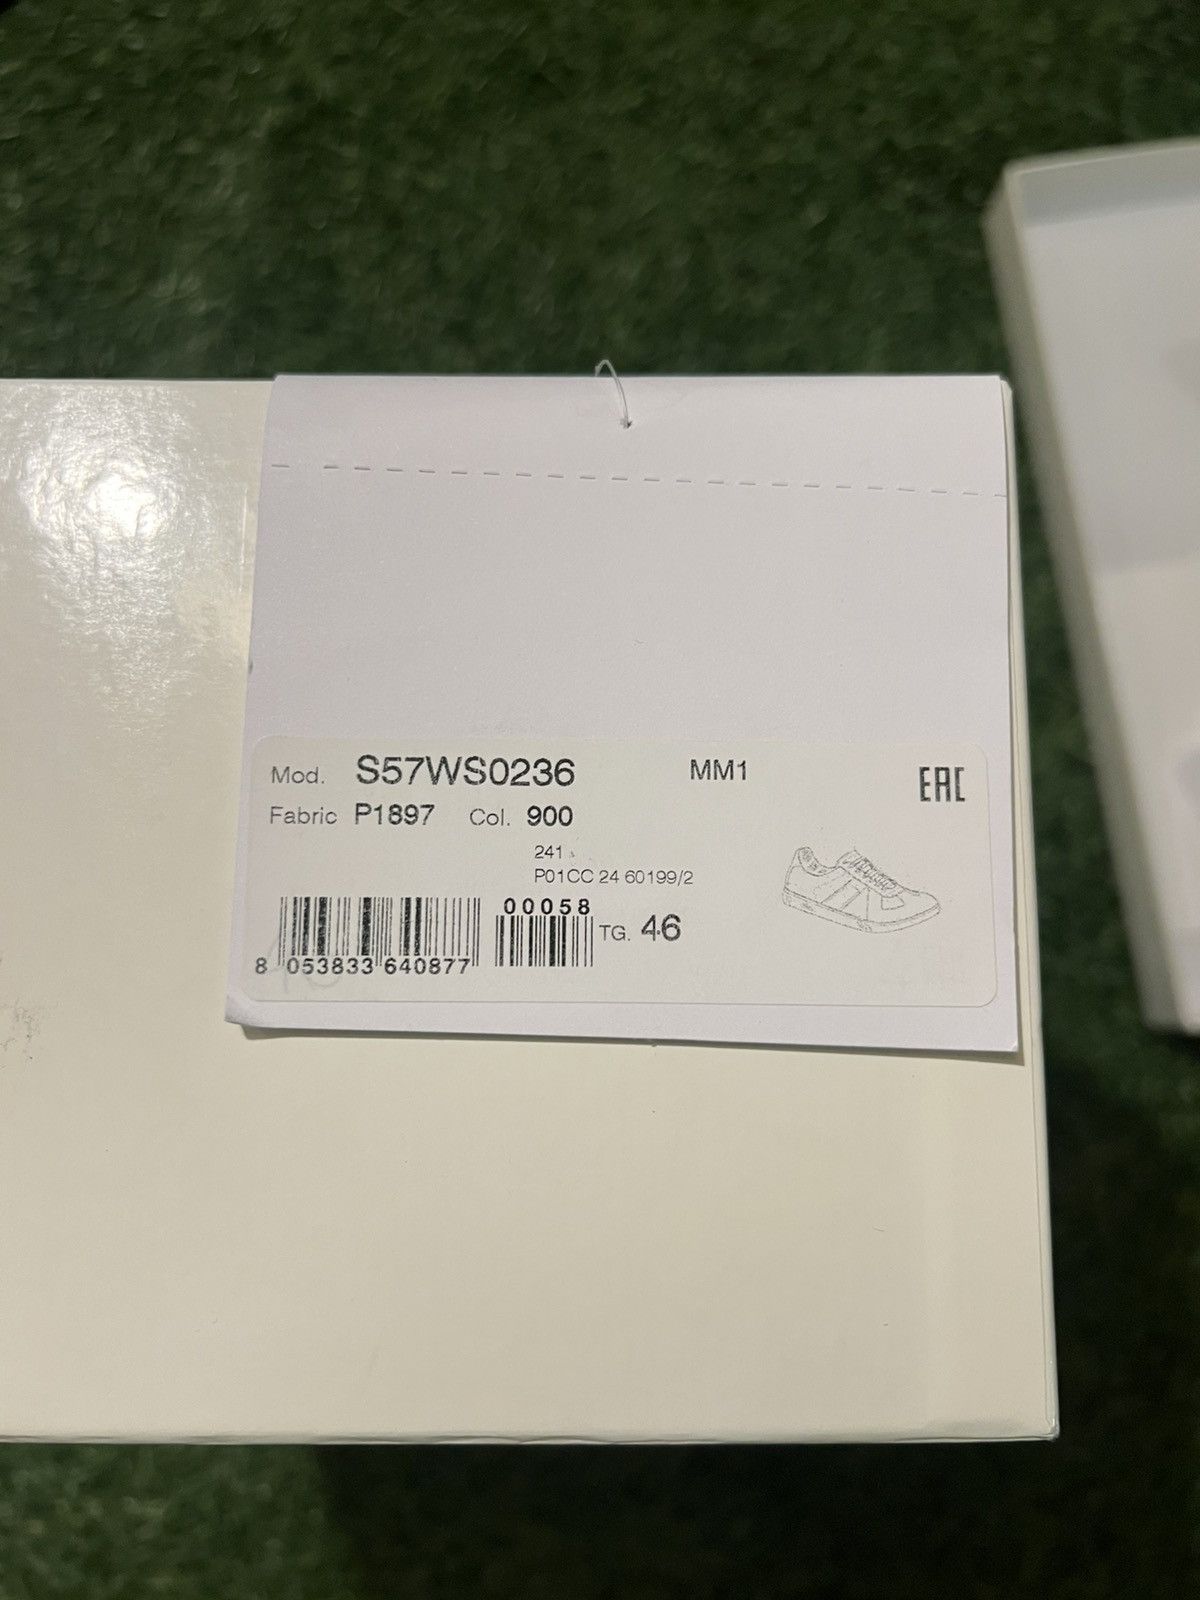 Mod. S57WS0236 MM1 EAC
Fabric P1897 Col. 900
241
P01CC 24 60199/2
00058
TG. 46
8 053833 640877